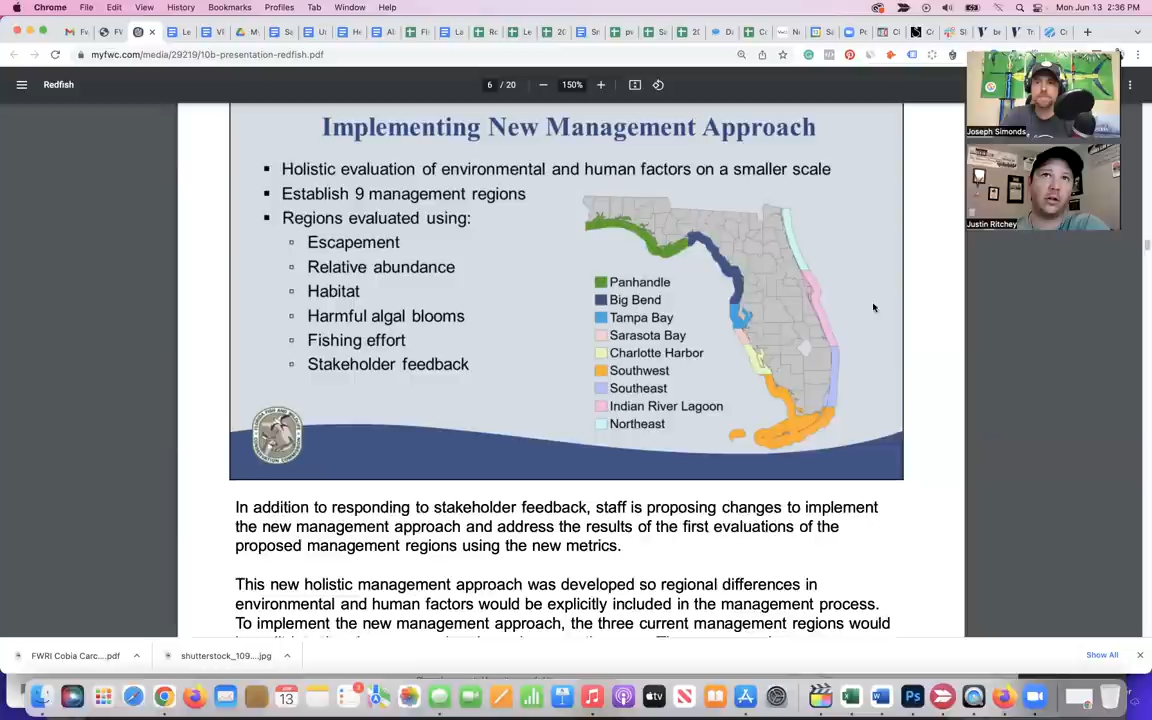 Chrome File Edit View History Bookmarks Profiles Tab Window Help Mon Jun 13 2:36 PM
myfwc.com/media/29219/10b-presentation-redfish.pdf
Redfish 6 / 20 150%
Implementing New Management Approach
Holistic evaluation of environmental and human factors on a smaller scale
Establish 9 management regions
Regions evaluated using:
Escapement
Relative abundance
Habitat
Harmful algal blooms
Fishing effort
Stakeholder feedback
Panhandle
Big Bend
Tampa Bay
Sarasota Bay
Charlotte Harbor
Southwest
Southeast
Indian River Lagoon
Northeast
Joseph Simonds
Justin Ritchey
In addition to responding to stakeholder feedback, staff is proposing changes to implement
the new management approach and address the results of the first evaluations of the
proposed management regions using the new metrics.
This new holistic management approach was developed so regional differences in
environmental and human factors would be explicitly included in the management process.
To implement the new management approach, the three current management regions would
FWRI Cobia Carc....pdf shutterstock_109....jpg Show All